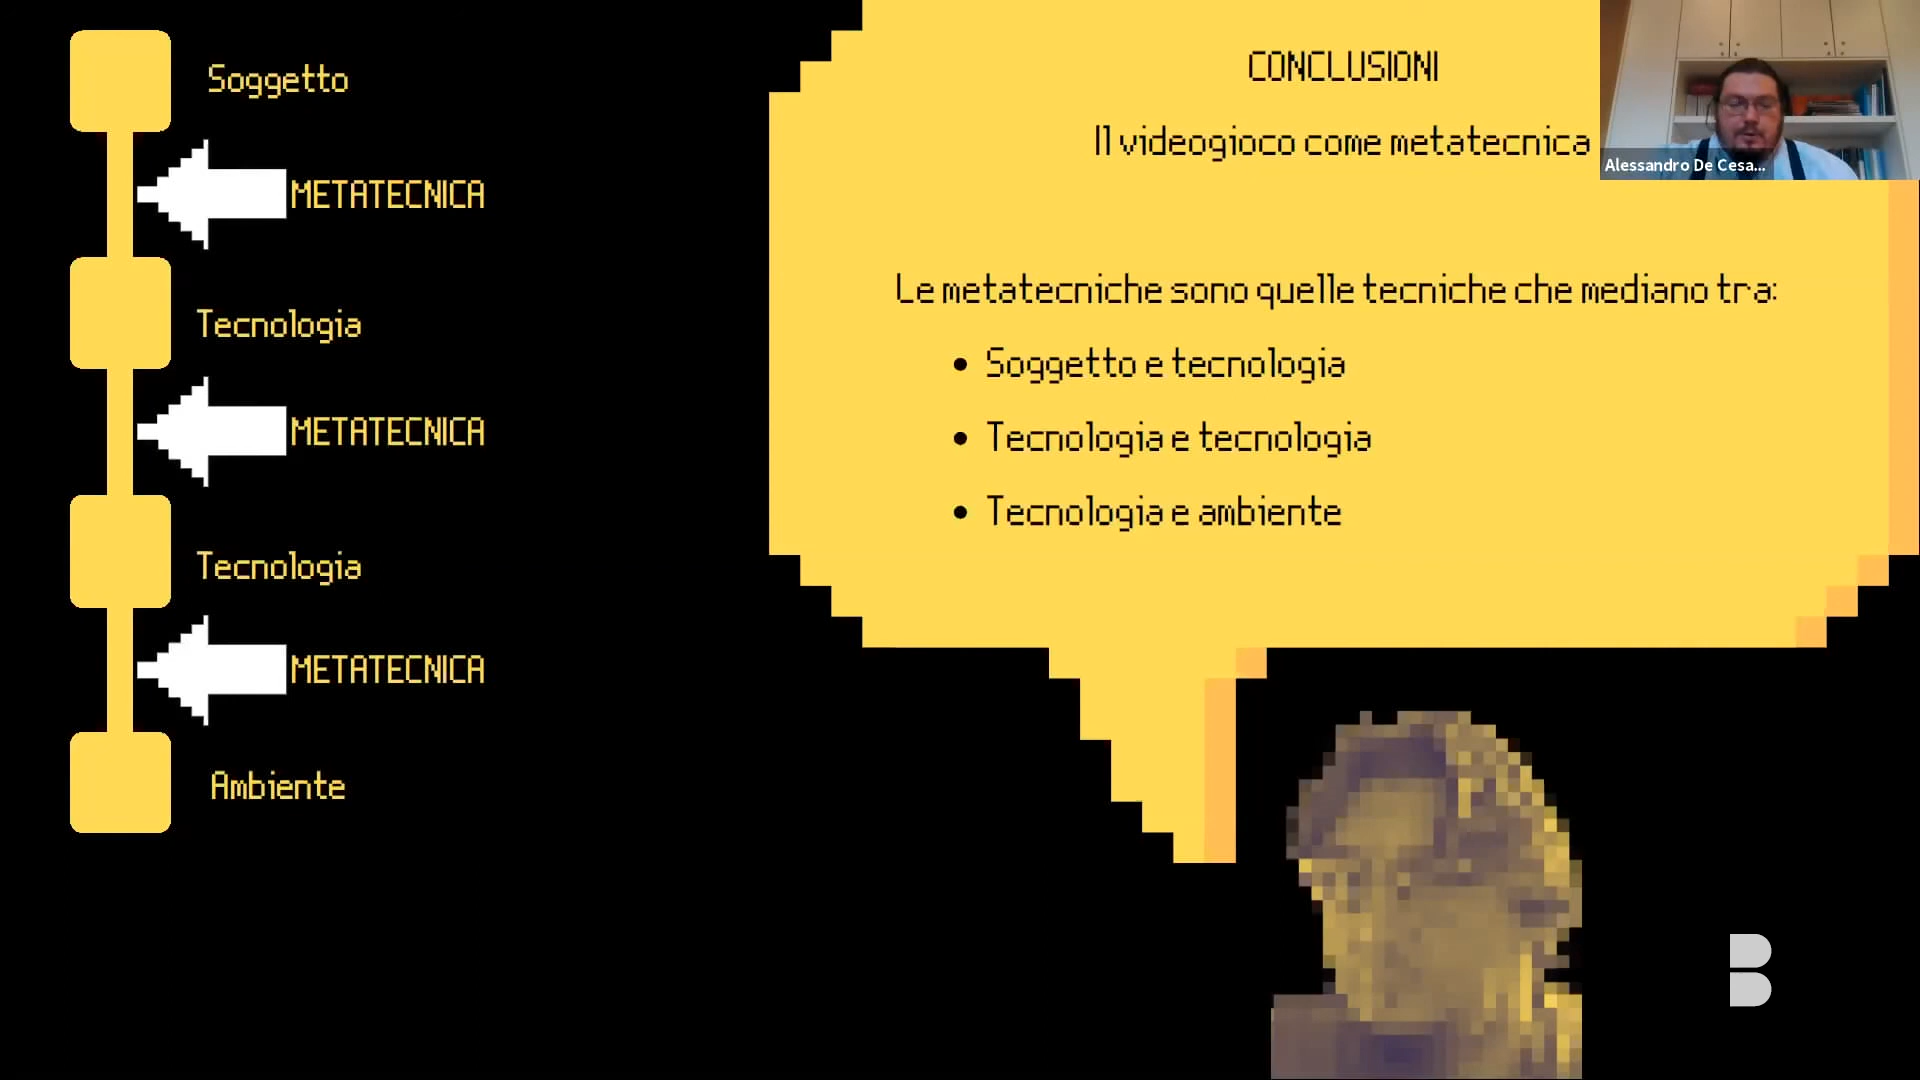 Soggetto
METATECNICA
Tecnologia
METATECNICA
Tecnologia
METATECNICA
Ambiente
CONCLUSIONI
Il videogioco come metatecnica
Le metatecniche sono quelle tecniche che mediano tra:
• Soggetto e tecnologia
• Tecnologia e tecnologia
• Tecnologia e ambiente
Alessandro De Cesa...